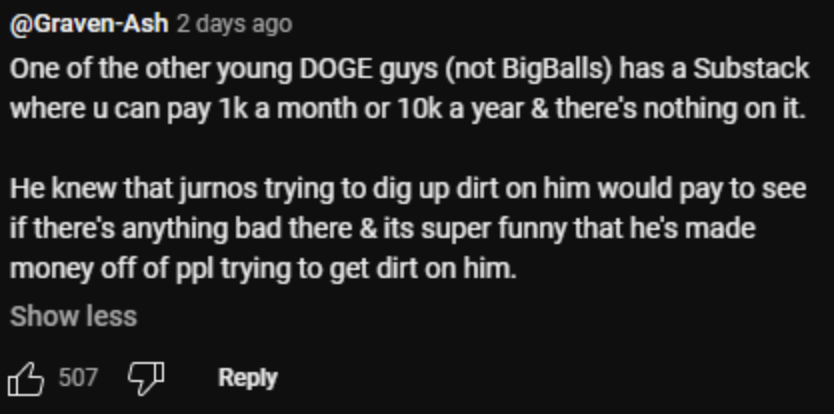 @Graven-Ash 2 days ago
One of the other young DOGE guys (not BigBalls) has a Substack
where u can pay 1k a month or 10k a year & there's nothing on it.
He knew that jurnos trying to dig up dirt on him would pay to see
if there's anything bad there & its super funny that he's made
money off of ppl trying to get dirt on him.
Show less
507 Reply